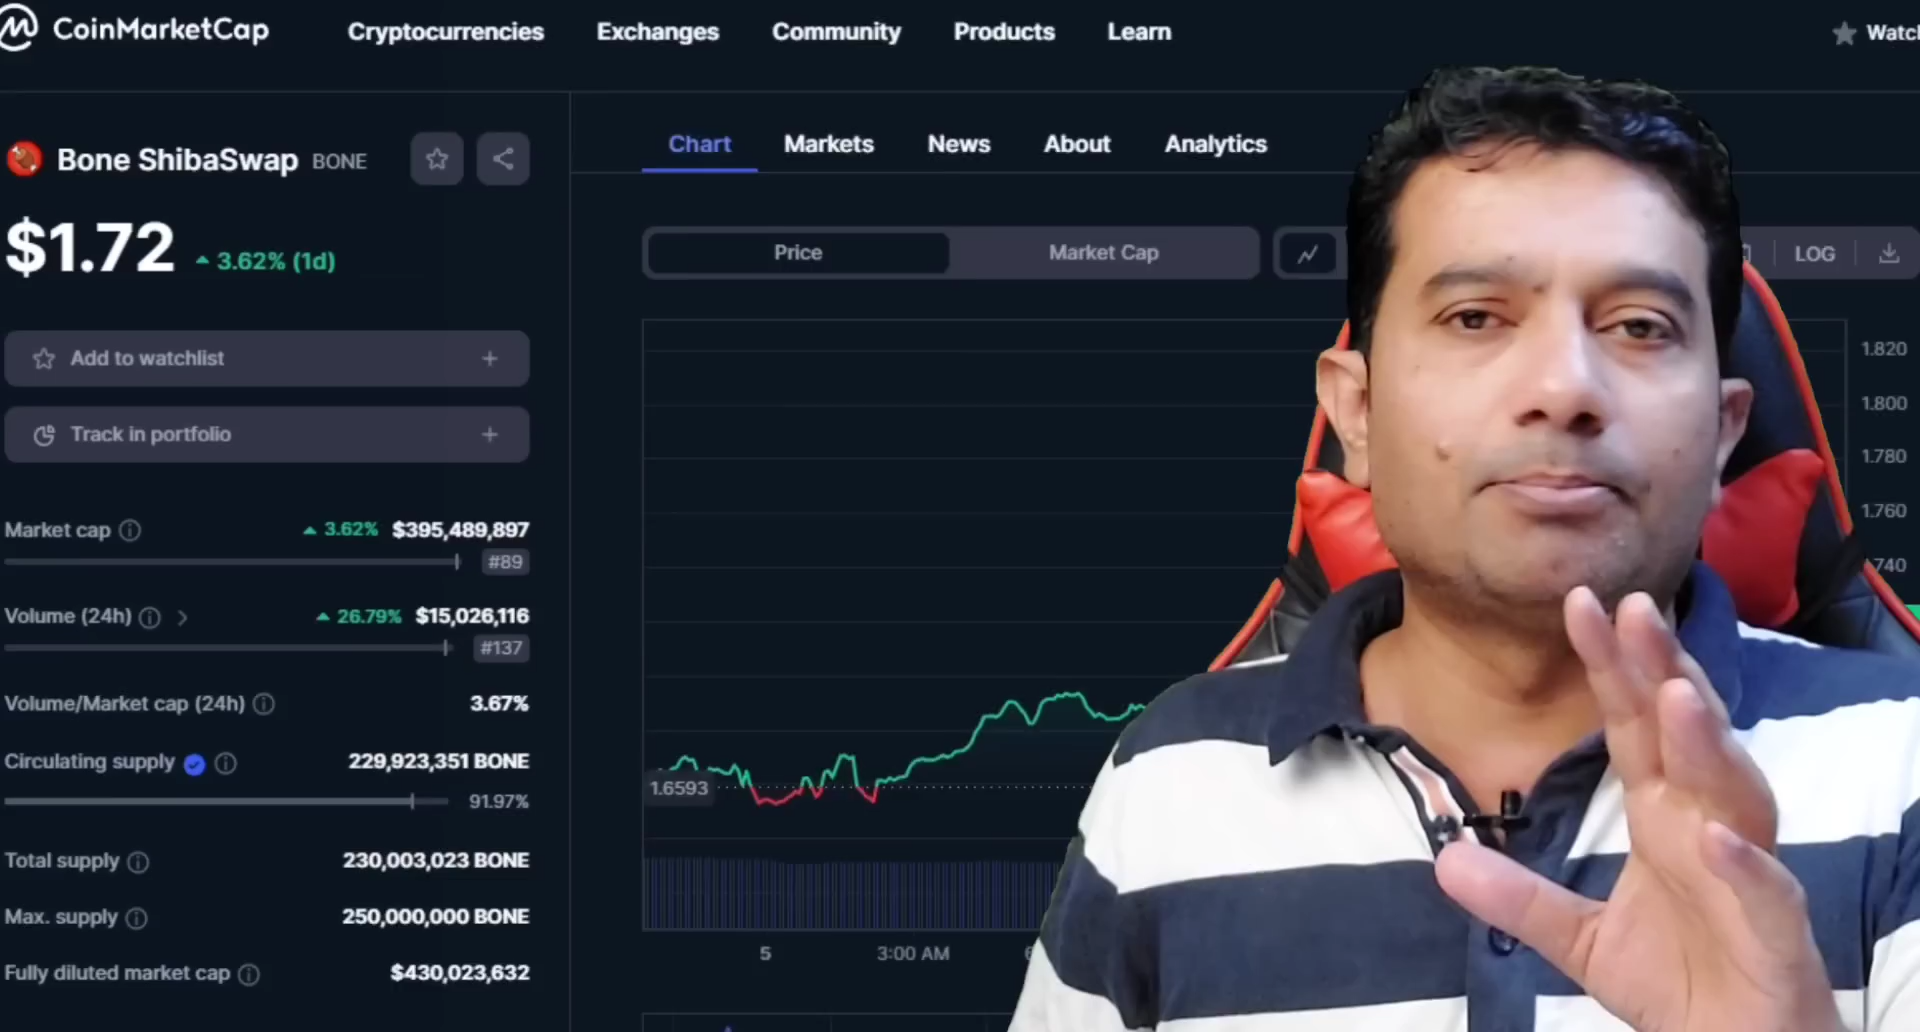 CoinMarketCap Cryptocurrencies Exchanges Community Products Learn
Bone ShibaSwap BONE
$1.72 3.62% (1d)
Add to watchlist
Track in portfolio
Market cap 3.62% $395,489,897
#89
Volume (24h) 26.79% $15,026,116
#137
Volume/Market cap (24h) 3.67%
Circulating supply 229,923,351 BONE
91.97%
Total supply 230,003,023 BONE
Max. supply 250,000,000 BONE
Fully diluted market cap $430,023,632
Chart Markets News About Analytics
Price Market Cap LOG
1.820
1.800
1.780
1.760
1.6593
5 3:00 AM